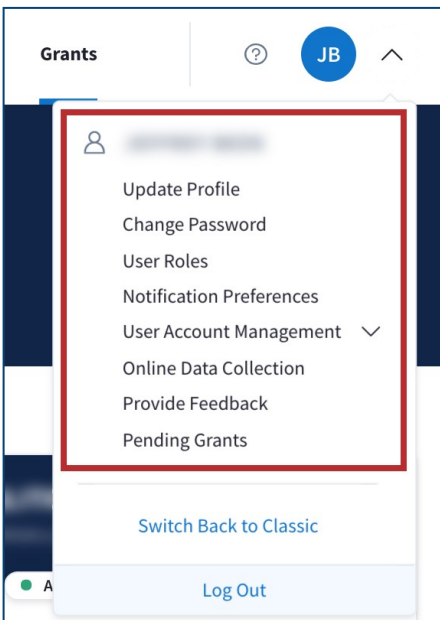 Grants
JB
Update Profile
Change Password
User Roles
Notification Preferences
User Account Management
Online Data Collection
Provide Feedback
Pending Grants
Switch Back to Classic
A
Log Out